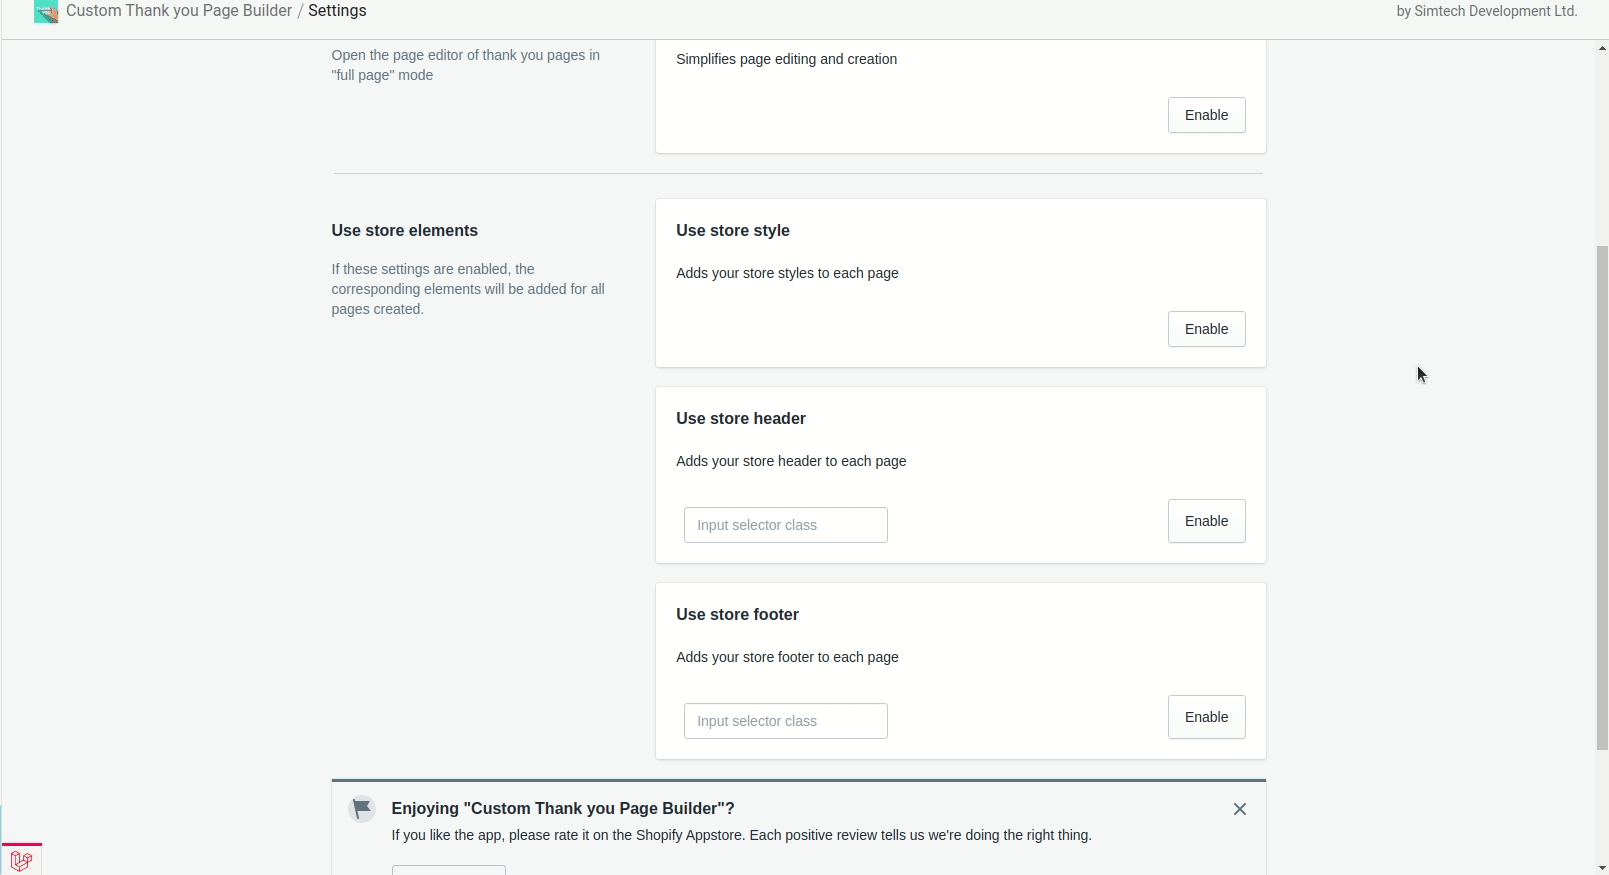 Custom Thank you Page Builder / Settings
by Simtech Development Ltd.
Open the page editor of thank you pages in
"full page" mode
Simplifies page editing and creation
Enable
Use store elements
If these settings are enabled, the
corresponding elements will be added for all
pages created.
Use store style
Adds your store styles to each page
Enable
Use store header
Adds your store header to each page
Input selector class
Enable
Use store footer
Adds your store footer to each page
Input selector class
Enable
Enjoying "Custom Thank you Page Builder"?
If you like the app, please rate it on the Shopify Appstore. Each positive review tells us we're doing the right thing.